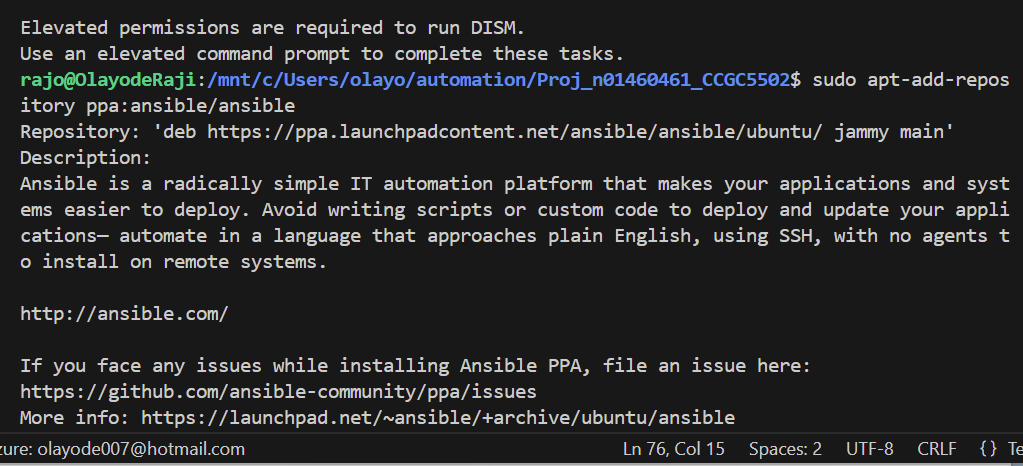 Elevated permissions are required to run DISM.
Use an elevated command prompt to complete these tasks.
rajo@OlayodeRaji:/mnt/c/Users/olayo/automation/Proj_n01460461_CCGC5502$ sudo apt-add-repos
itory ppa:ansible/ansible
Repository: 'deb https://ppa.launchpadcontent.net/ansible/ansible/ubuntu/ jammy main'
Description:
Ansible is a radically simple IT automation platform that makes your applications and syst
ems easier to deploy. Avoid writing scripts or custom code to deploy and update your appli
cations— automate in a language that approaches plain English, using SSH, with no agents t
o install on remote systems.
http://ansible.com/
If you face any issues while installing Ansible PPA, file an issue here:
https://github.com/ansible-community/ppa/issues
More info: https://launchpad.net/~ansible/+archive/ubuntu/ansible
zure: olayode007@hotmail.com Ln 76, Col 15 Spaces: 2 UTF-8 CRLF {} Te